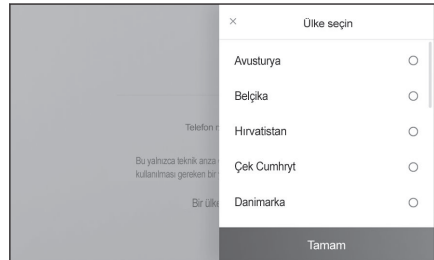 Ülke seçin
Avusturya
Belçika
Hırvatistan
Çek Cumhryt
Danimarka
Tamam
Telefon
Bu yalnızca teknik arıza
kullanılması gereken bir
Bir ülke